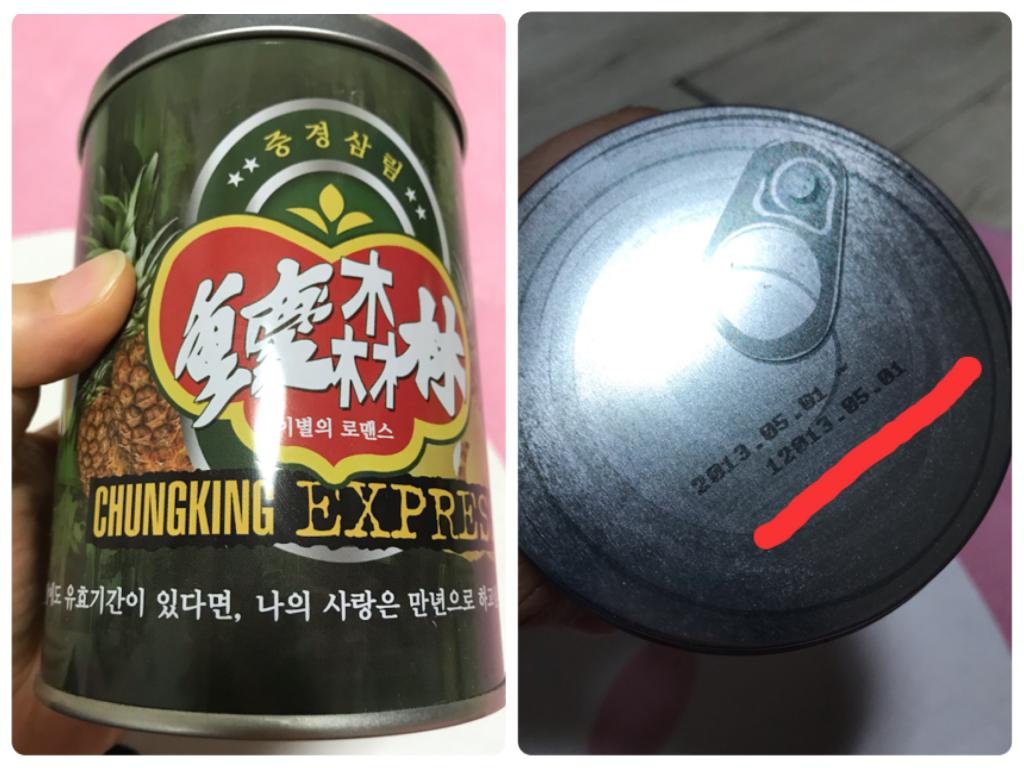 중경삼림
重慶森林
이별의 로맨스
CHUNGKING EXPRES
에도 유효기간이 있다면, 나의 사랑은 만년으로 하고
2013.05.01 ~
12013.05.01